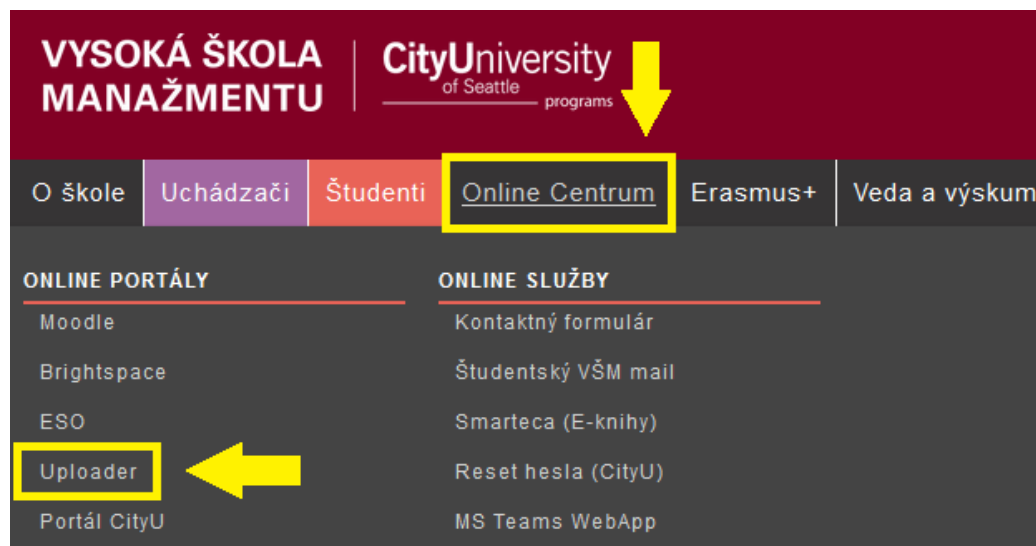 VYSOKÁ ŠKOLA
MANAŽMENTU
CityUniversity
of Seattle
programs
O škole
Uchádzači
Študenti
Online Centrum
Erasmus+
Veda a výskum
ONLINE PORTÁLY
Moodle
Brightspace
ESO
Uploader
Portál CityU
ONLINE SLUŽBY
Kontaktný formulár
Študentský VŠM mail
Smarteca (E-knihy)
Reset hesla (CityU)
MS Teams WebApp